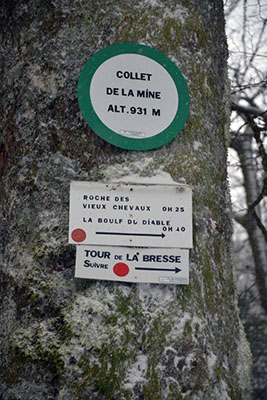 COLLET
DE LA MINE
ALT. 931 M
ROCHE DES
VIEUX CHEVAUX 0H 25
LA BOULE DU DIABLE
0H 40
TOUR DE LA BRESSE
SUIVRE